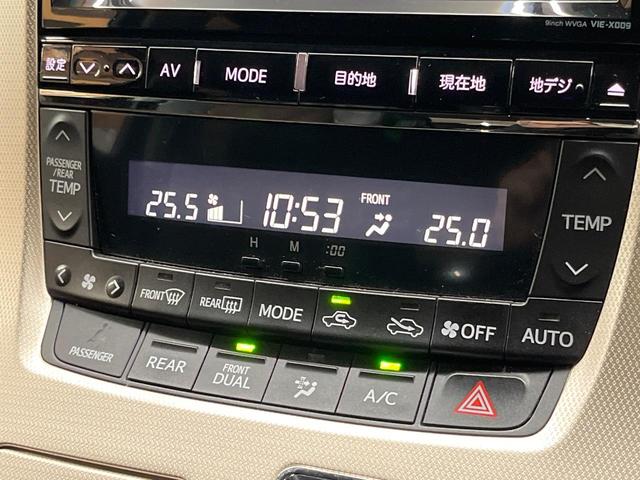 9inch WVGA VIE-X009
設定 AV MODE 目的地 現在地 地デジ
PASSENGER
/REAR
TEMP
25.5 10:53 FRONT 25.0
TEMP
H M :00
FRONT REAR MODE OFF AUTO
PASSENGER REAR FRONT DUAL A/C